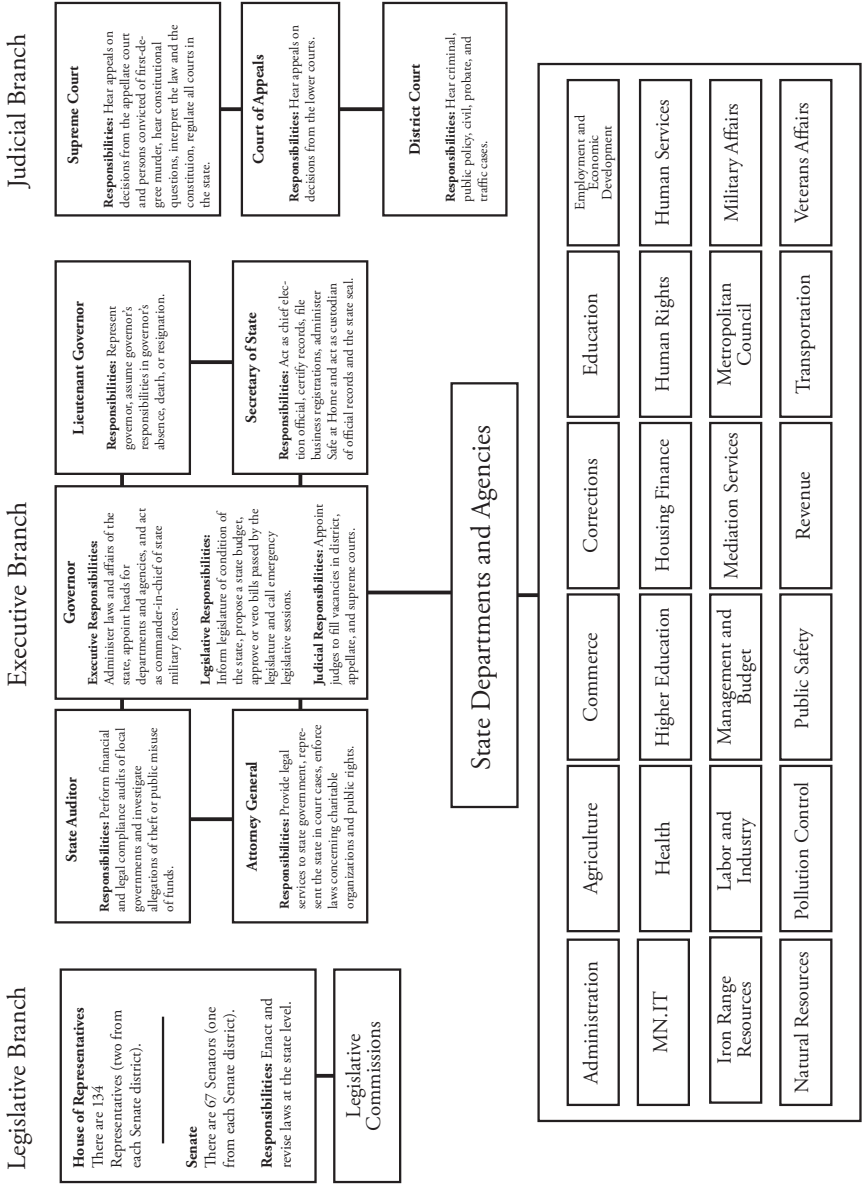 Legislative Branch
House of Representatives
There are 134
Representatives (two from
each Senate district).
Senate
There are 67 Senators (one
from each Senate district).
Responsibilities: Enact and
revise laws at the state level.
Legislative
Commissions
Executive Branch
State Auditor
Responsibilities: Perform financial
and legal compliance audits of local
governments and investigate
allegations of theft or public misuse
of funds.
Attorney General
Responsibilities: Provide legal
services to state government, repre-
sent the state in court cases, enforce
laws concerning charitable
organizations and public rights.
Governor
Executive Responsibilities:
Administer laws and affairs of the
state, appoint heads for
departments and agencies, and act
as commander-in-chief of state
military forces.
Legislative Responsibilities:
Inform legislature of condition of
the state, propose a state budget,
approve or veto bills passed by the
legislature and call emergency
legislative sessions.
Judicial Responsibilities: Appoint
judges to fill vacancies in district,
appellate, and supreme courts.
Lieutenant Governor
Responsibilities: Represent
governor, assume governor's
responsibilities in governor's
absence, death, or resignation.
Secretary of State
Responsibilities: Act as chief elec-
tion official, certify records, file
business registrations, administer
Safe at Home and act as custodian
of official records and the state seal.
Judicial Branch
Supreme Court
Responsibilities: Hear appeals on
decisions from the appellate court
and persons convicted of first-de-
gree murder, hear constitutional
questions, interpret the law and the
constituion, regulate all courts in
the state.
Court of Appeals
Responsibilities: Hear appeals on
decisions from the lower courts.
District Court
Responsibilities: Hear criminal,
public policy, civil, probate, and
traffic cases.
State Departments and Agencies
Administration
Agriculture
Commerce
Corrections
Education
Employment and
Economic
Development
MN.IT
Health
Higher Education
Housing Finance
Human Rights
Human Services
Iron Range
Resources
Labor and
Industry
Management and
Budget
Mediation Services
Metropolitan
Council
Military Affairs
Natural Resources
Pollution Control
Public Safety
Revenue
Transportation
Veterans Affairs